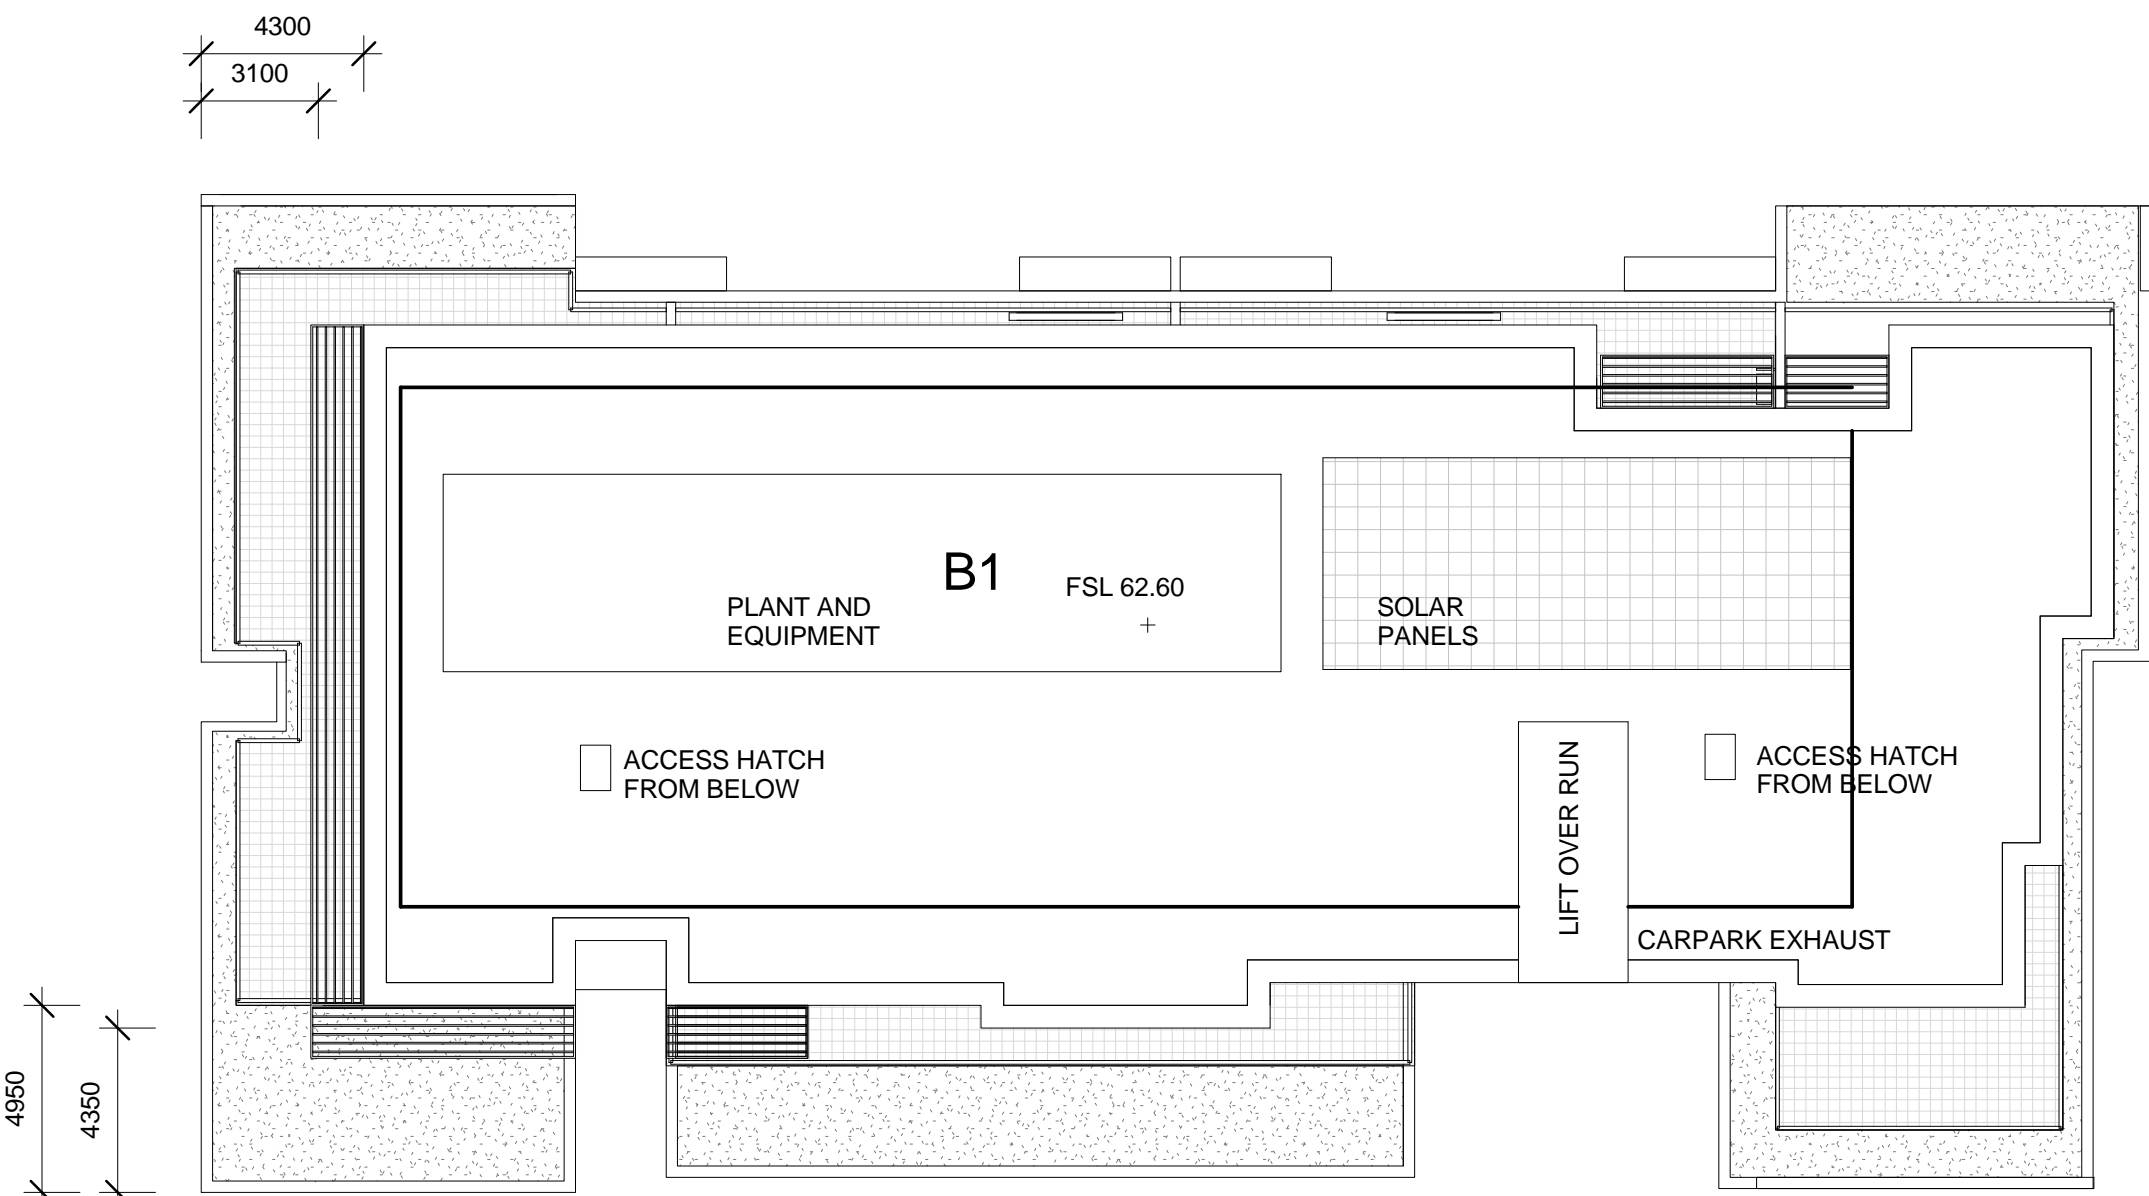 4300
3100
B1
FSL 62.60
PLANT AND
EQUIPMENT
SOLAR
PANELS
ACCESS HATCH
FROM BELOW
LIFT OVER RUN
ACCESS HATCH
FROM BELOW
CARPARK EXHAUST
4950
4350